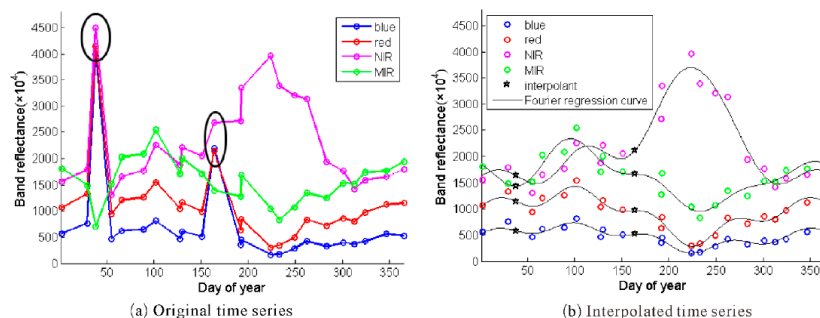 blue
red
NIR
MIR
4500
4000
3500
3000
2500
2000
1500
1000
500
0
Band reflectance(×10⁴)
50
100
150
200
250
300
350
Day of year
(a) Original time series
blue
red
NIR
MIR
interpolant
Fourier regression curve
4500
4000
3500
3000
2500
2000
1500
1000
500
0
Band reflectance(×10⁴)
0
50
100
150
200
250
300
350
Day of year
(b) Interpolated time series